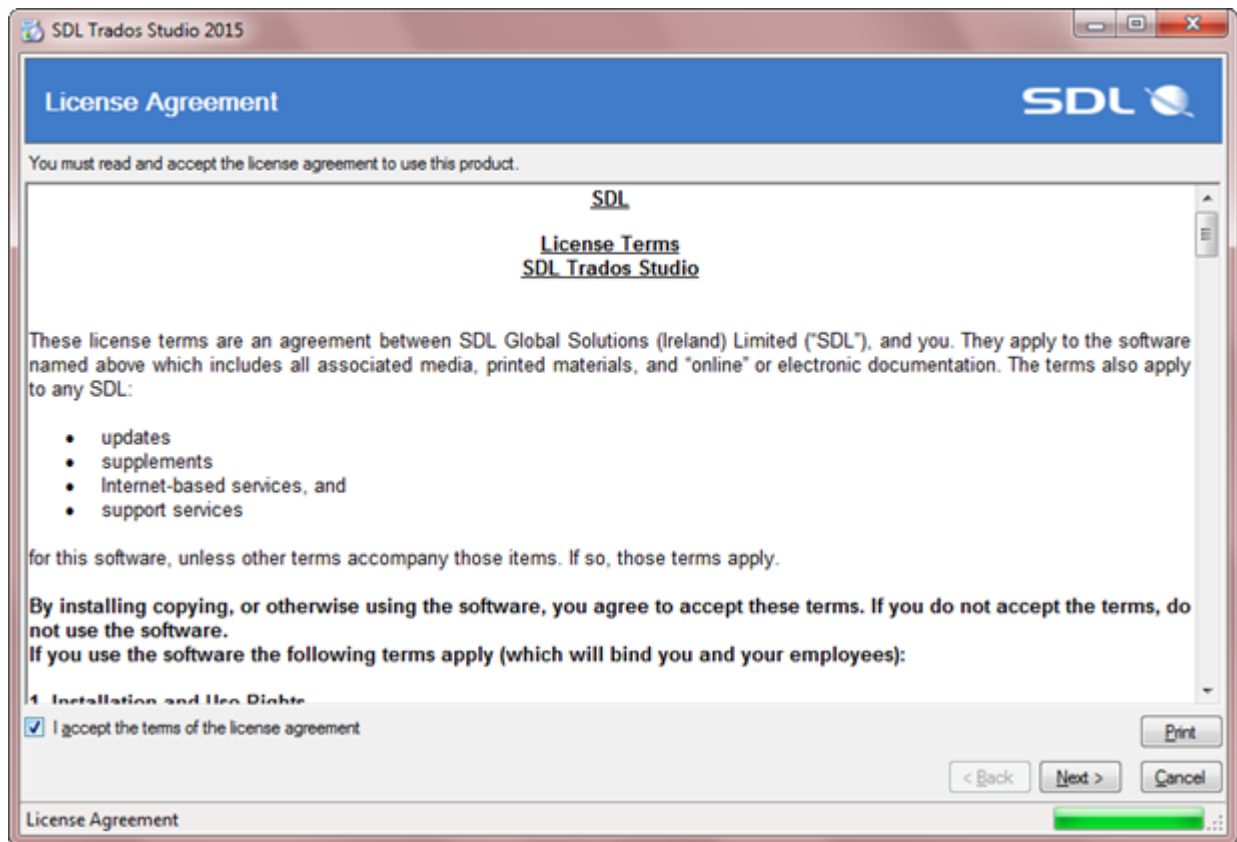 SDL Trados Studio 2015
License Agreement
SDL
You must read and accept the license agreement to use this product.
SDL
License Terms
SDL Trados Studio
These license terms are an agreement between SDL Global Solutions (Ireland) Limited (“SDL”), and you. They apply to the software
named above which includes all associated media, printed materials, and “online” or electronic documentation. The terms also apply
to any SDL:
• updates
• supplements
• Internet-based services, and
• support services
for this software, unless other terms accompany those items. If so, those terms apply.
By installing copying, or otherwise using the software, you agree to accept these terms. If you do not accept the terms, do
not use the software.
If you use the software the following terms apply (which will bind you and your employees):
1. Installation and Use Rights
I accept the terms of the license agreement
Print
< Back Next > Cancel
License Agreement